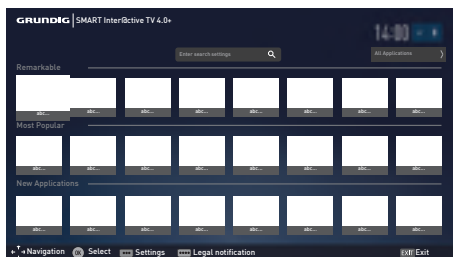 GRUNDIG SMART Inter@ctive TV 4.0+
14:00
Enter search settings
All Applications
Remarkable
abc... abc... abc... abc... abc... abc... abc... abc...
Most Popular
abc... abc... abc... abc... abc... abc... abc... abc...
New Applications
abc... abc... abc... abc... abc... abc... abc... abc...
Navigation OK Select Settings Legal notification EXIT Exit